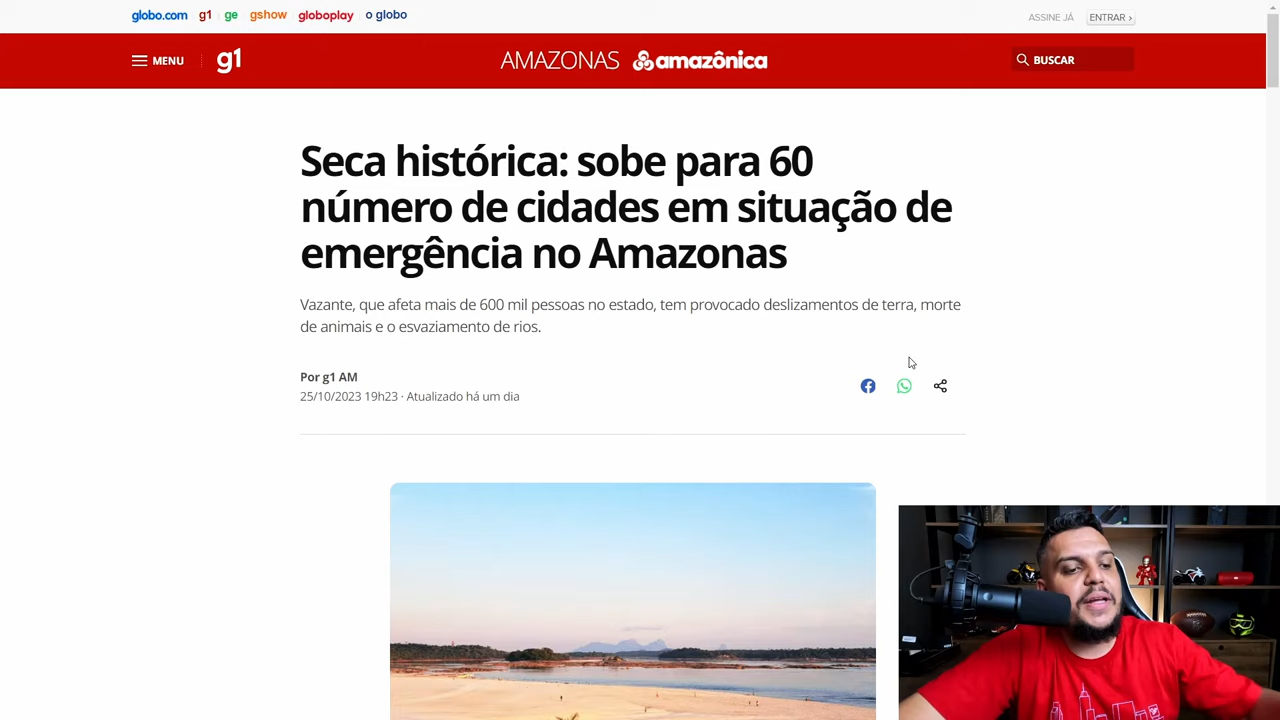 globo.com g1 ge gshow globoplay o globo ASSINE JÁ ENTRAR ›
MENU g1 AMAZONAS amazônica BUSCAR
Seca histórica: sobe para 60
número de cidades em situação de
emergência no Amazonas
Vazante, que afeta mais de 600 mil pessoas no estado, tem provocado deslizamentos de terra, morte
de animais e o esvaziamento de rios.
Por g1 AM
25/10/2023 19h23 · Atualizado há um dia